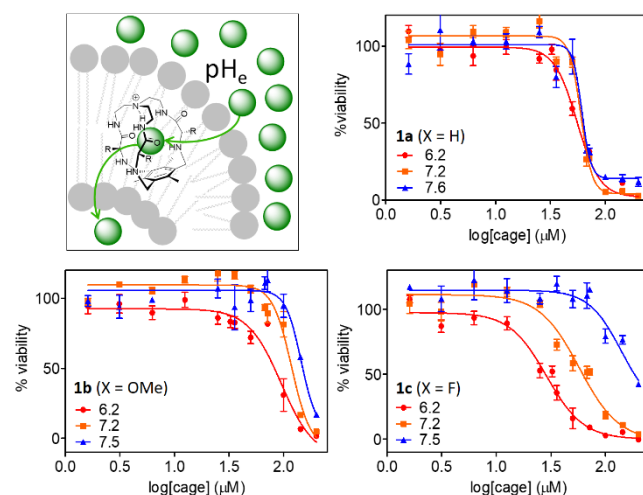 pHe
+
N
H
HN
NH
N
O
NH
O
R
HN
O
R
R
NH
HN
% viability
100
50
0
1a (X = H)
6.2
7.2
7.6
0.0 0.5 1.0 1.5 2.0
log[cage] (μM)
% viability
100
50
0
1b (X = OMe)
6.2
7.2
7.5
0.0 0.5 1.0 1.5 2.0
log[cage] (μM)
% viability
100
50
0
1c (X = F)
6.2
7.2
7.5
0.0 0.5 1.0 1.5 2.0
log[cage] (μM)